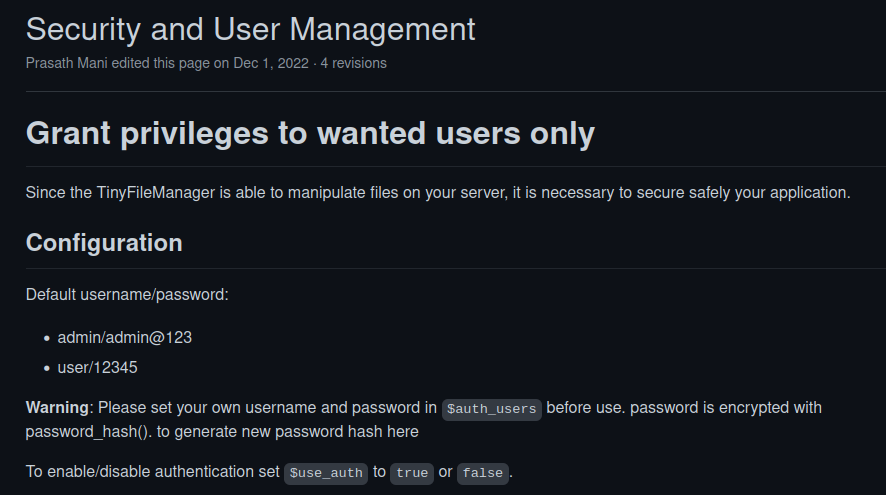 Security and User Management
Prasath Mani edited this page on Dec 1, 2022 · 4 revisions
Grant privileges to wanted users only
Since the TinyFileManager is able to manipulate files on your server, it is necessary to secure safely your application.
Configuration
Default username/password:
• admin/admin@123
• user/12345
Warning: Please set your own username and password in $auth_users before use. password is encrypted with
password_hash(). to generate new password hash here
To enable/disable authentication set $use_auth to true or false.